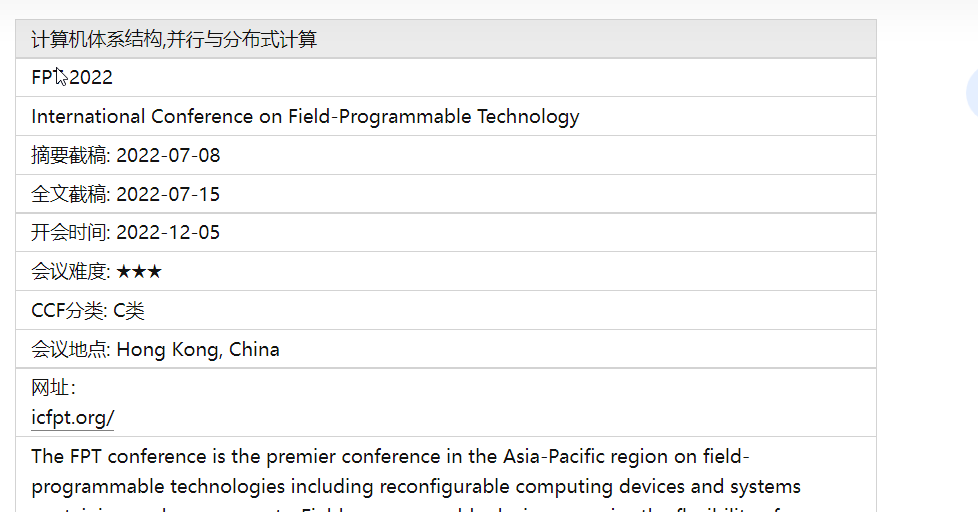 计算机体系结构,并行与分布式计算
2022
International Conference on Field-Programmable Technology
摘要截稿: 2022-07-08
全文截稿: 2022-07-15
开会时间: 2022-12-05
会议难度: ★★★
CCF分类: C类
会议地点: Hong Kong, China
网址：
icfpt.org/
The FPT conference is the premier conference in the Asia-Pacific region on field-
programmable technologies including reconfigurable computing devices and systems